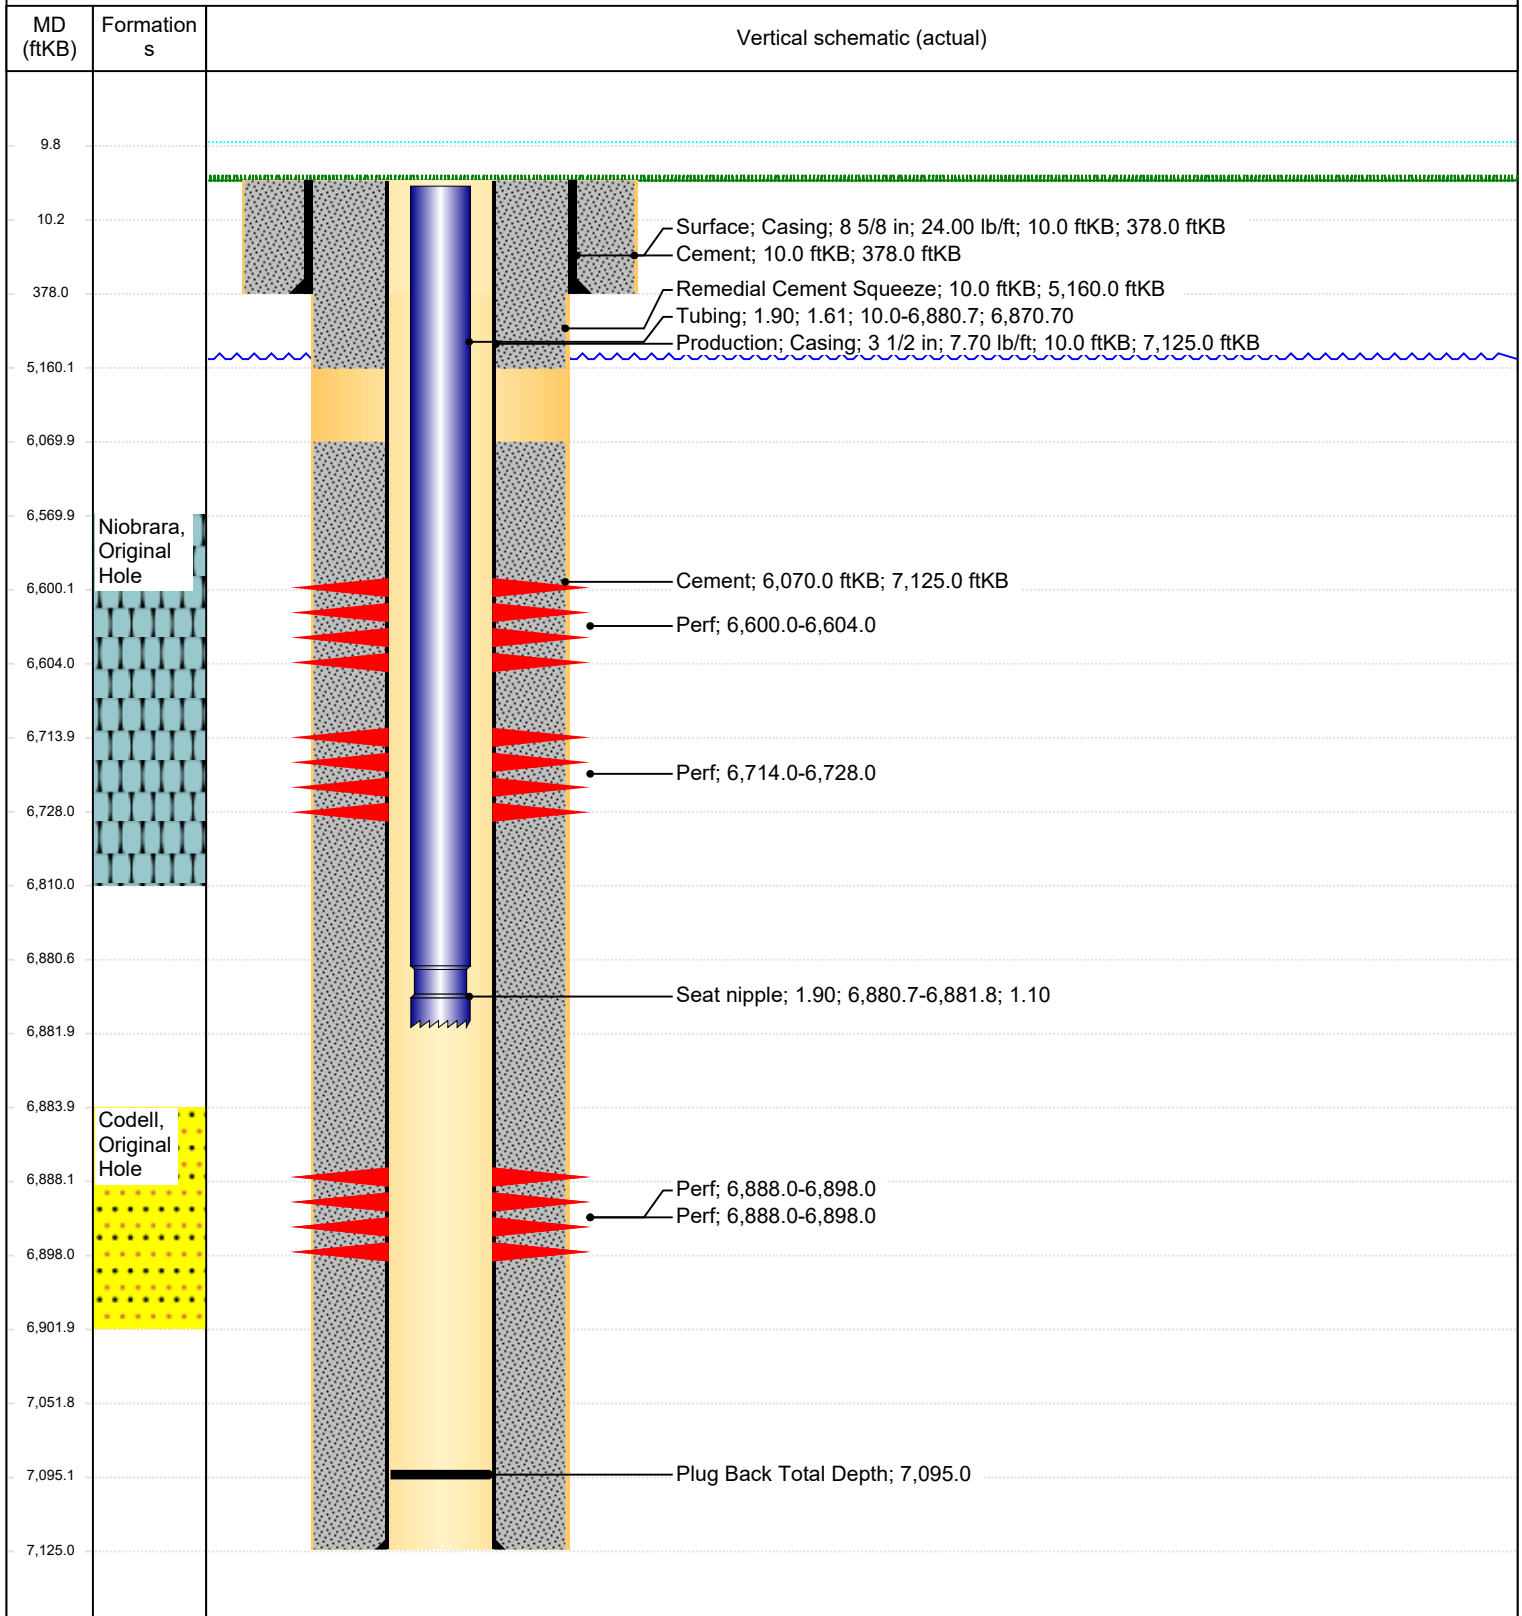 MD
(ftKB)
Formation
s
Vertical schematic (actual)
9.8
10.2
Surface; Casing; 8 5/8 in; 24.00 lb/ft; 10.0 ftKB; 378.0 ftKB
Cement; 10.0 ftKB; 378.0 ftKB
378.0
Remedial Cement Squeeze; 10.0 ftKB; 5,160.0 ftKB
Tubing; 1.90; 1.61; 10.0-6,880.7; 6,870.70
Production; Casing; 3 1/2 in; 7.70 lb/ft; 10.0 ftKB; 7,125.0 ftKB
5,160.1
6,069.9
6,569.9
Niobrara,
Original
Hole
6,600.1
Cement; 6,070.0 ftKB; 7,125.0 ftKB
Perf; 6,600.0-6,604.0
6,604.0
6,713.9
Perf; 6,714.0-6,728.0
6,728.0
6,810.0
6,880.6
Seat nipple; 1.90; 6,880.7-6,881.8; 1.10
6,881.9
6,883.9
Codell,
Original
Hole
6,888.1
Perf; 6,888.0-6,898.0
Perf; 6,888.0-6,898.0
6,898.0
6,901.9
7,051.8
7,095.1
Plug Back Total Depth; 7,095.0
7,125.0